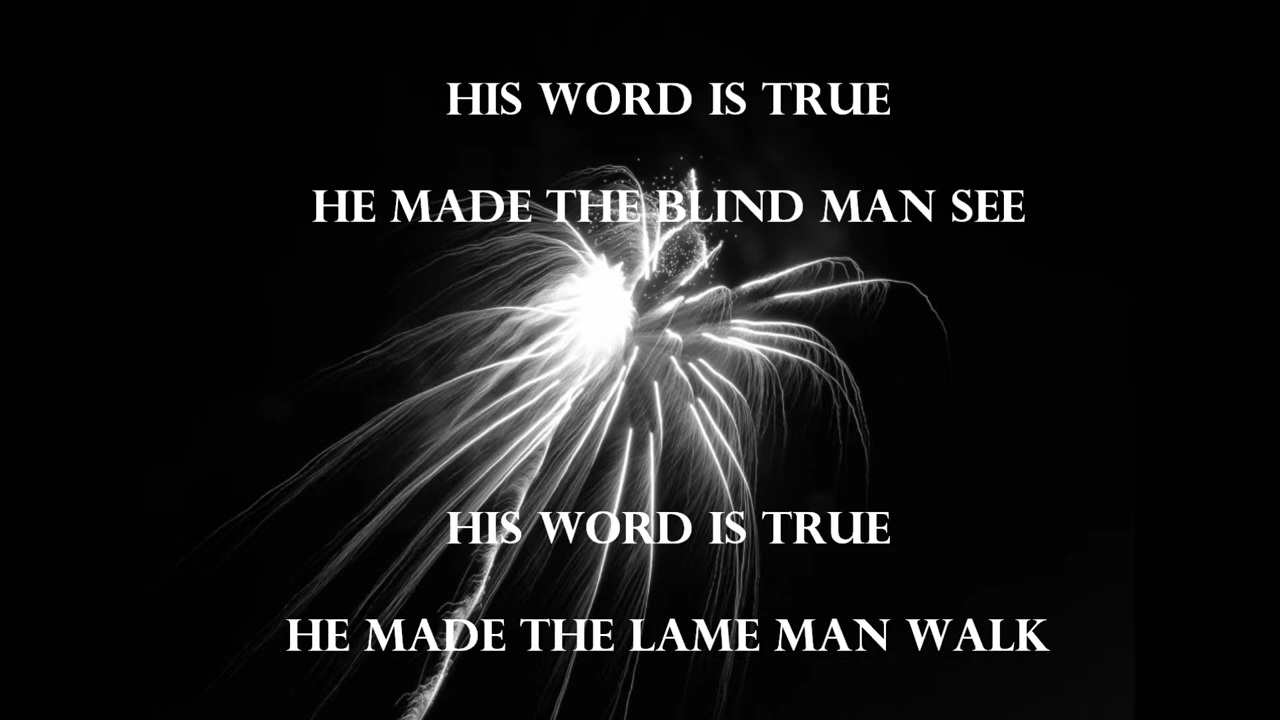 HIS WORD IS TRUE
HE MADE THE BLIND MAN SEE
HIS WORD IS TRUE
HE MADE THE LAME MAN WALK